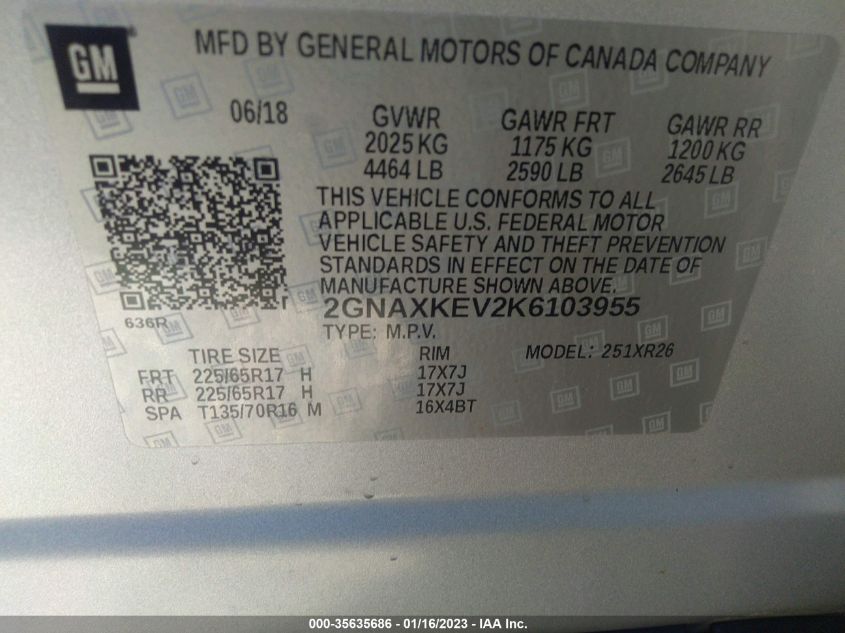 GM
MFD BY GENERAL MOTORS OF CANADA COMPANY
06/18 GVWR GAWR FRT GAWR RR
2025 KG 1175 KG 1200 KG
4464 LB 2590 LB 2645 LB
THIS VEHICLE CONFORMS TO ALL
APPLICABLE U.S. FEDERAL MOTOR
VEHICLE SAFETY AND THEFT PREVENTION
STANDARDS IN EFFECT ON THE DATE OF
MANUFACTURE SHOWN ABOVE.
2GNAXKEV2K6103955
636R
TYPE: M.P.V.
TIRE SIZE RIM MODEL: 251XR26
FRT 225/65R17 H 17X7J
RR 225/65R17 H 17X7J
SPA T135/70R16 M 16X4BT
000-35635686 - 01/16/2023 - IAA Inc.